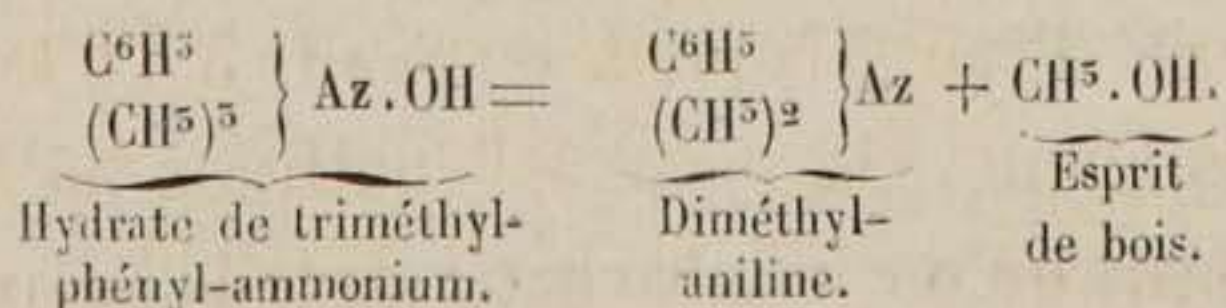 C⁶H⁵ } Az . OH = C⁶H⁵ } Az + CH³ . OH.
(CH³)³ (CH³)²
Hydrate de triméthyl- Diméthyl- Esprit
phényl-ammonium. aniline. de bois.